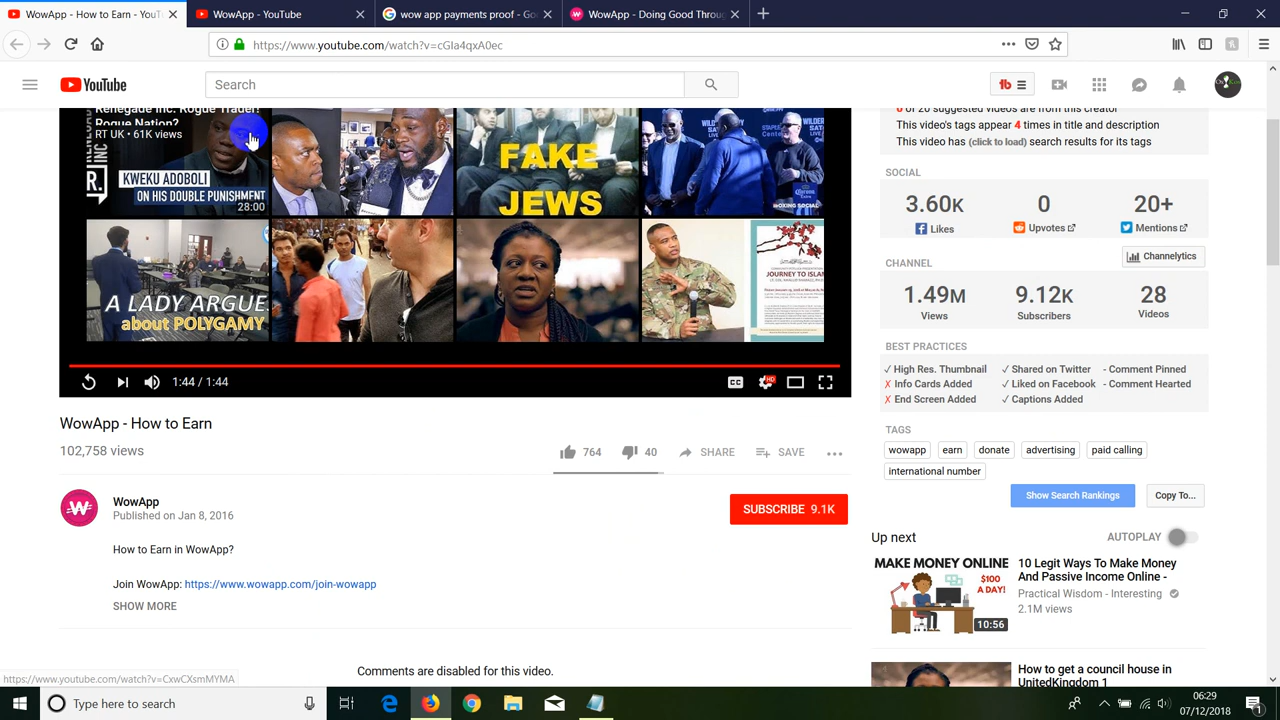 WowApp - How to Earn - YouT
WowApp - YouTube
wow app payments proof - Go
WowApp - Doing Good Throug
https://www.youtube.com/watch?v=cGIa4qxA0ec
YouTube
Search
tb
Renegade Inc. Rogue Trader:
Rogue Nation?
RT UK • 61K views
R.
KWEKU ADOBOLI
ON HIS DOUBLE PUNISHMENT
28:00
FAKE
JEWS
LADY ARGUE
about POLYGAMY
JOURNEY TO ISLA
1:44 / 1:44
CC
HD
WowApp - How to Earn
102,758 views
764
40
SHARE
SAVE
WowApp
Published on Jan 8, 2016
SUBSCRIBE 9.1K
How to Earn in WowApp?
Join WowApp: https://www.wowapp.com/join-wowapp
SHOW MORE
Comments are disabled for this video.
6 of 20 suggested videos are from this creator
This video's tags appear 4 times in title and description
This video has (click to load) search results for its tags
SOCIAL
3.60K
0
20+
Likes
Upvotes
Mentions
CHANNEL
Channelytics
1.49M
9.12K
28
Views
Subscribers
Videos
BEST PRACTICES
✓ High Res. Thumbnail
✓ Shared on Twitter
- Comment Pinned
✗ Info Cards Added
✓ Liked on Facebook
- Comment Hearted
✗ End Screen Added
✓ Captions Added
TAGS
wowapp
earn
donate
advertising
paid calling
international number
Show Search Rankings
Copy To...
Up next
AUTOPLAY
MAKE MONEY ONLINE
$100
A DAY!
10:56
10 Legit Ways To Make Money
And Passive Income Online -
Practical Wisdom - Interesting
2.1M views
How to get a council house in
UnitedKingdom 1
https://www.youtube.com/watch?v=CxwCXsmMYMA
Type here to search
06:29
07/12/2018
1